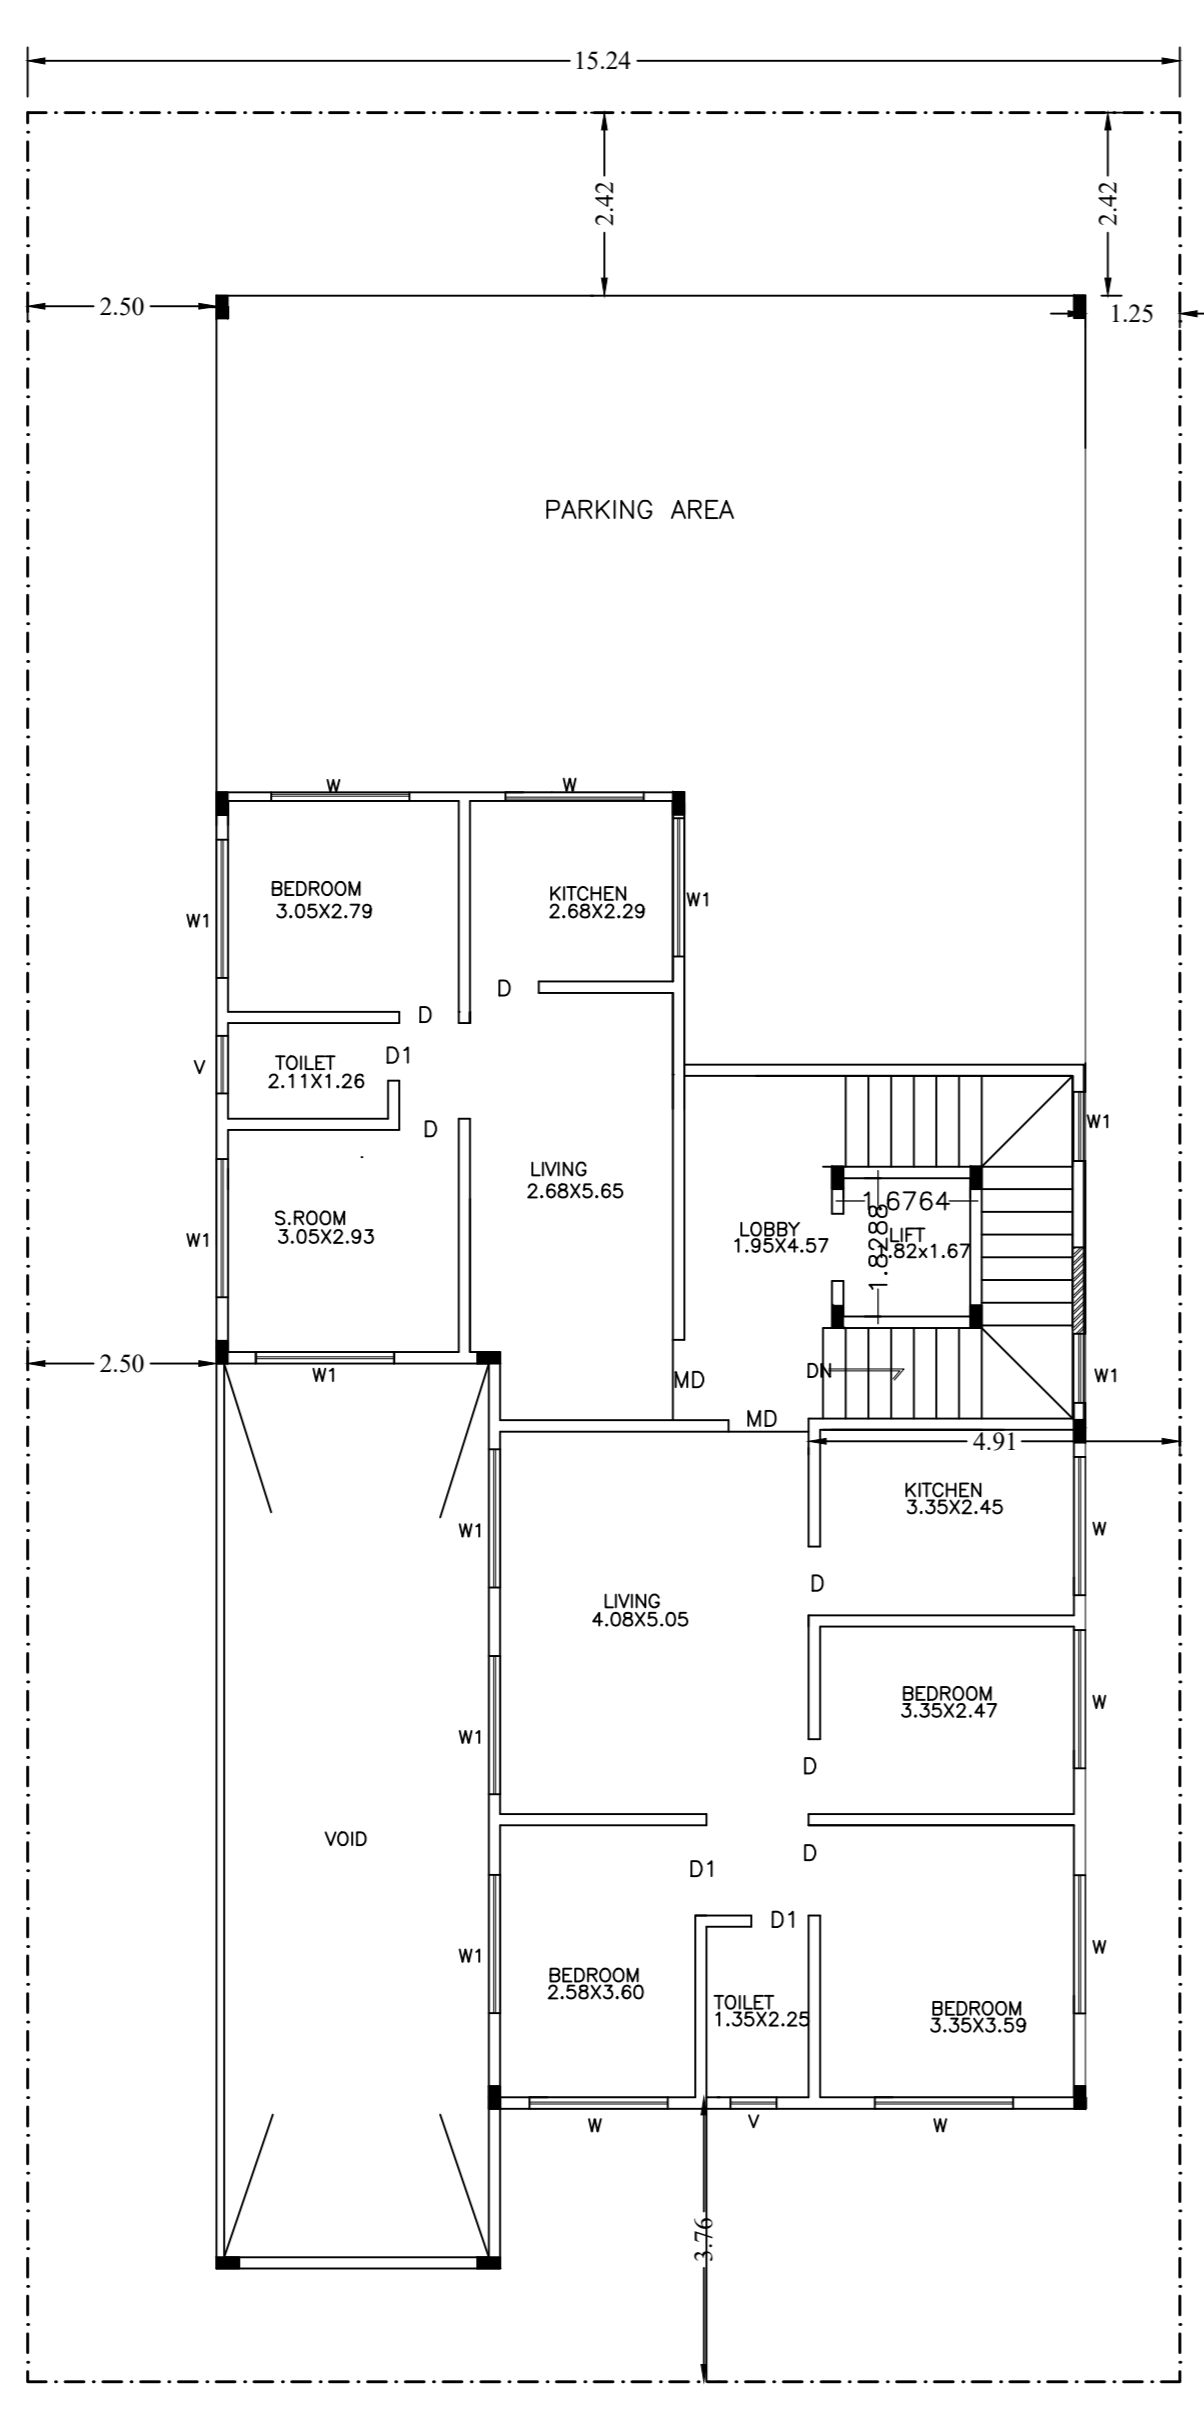 15.24
2.42
2.42
2.50
1.25
PARKING AREA
W
W
BEDROOM
3.05X2.79
KITCHEN
2.68X2.29
W1
W1
D
D
V
TOILET
2.11X1.26
D1
D
W1
LIVING
2.68X5.65
1.6764
1.8288
S.ROOM
3.05X2.93
W1
LOBBY
1.95X4.57
LIFT
1.82x1.67
2.50
W1
MD
DN
W1
MD
4.91
KITCHEN
3.35X2.45
W1
W
D
LIVING
4.08X5.05
BEDROOM
3.35X2.47
W
W1
D
VOID
D1
D
D1
W1
W
BEDROOM
2.58X3.60
TOILET
1.35X2.25
BEDROOM
3.35X3.59
W
V
W
3.76